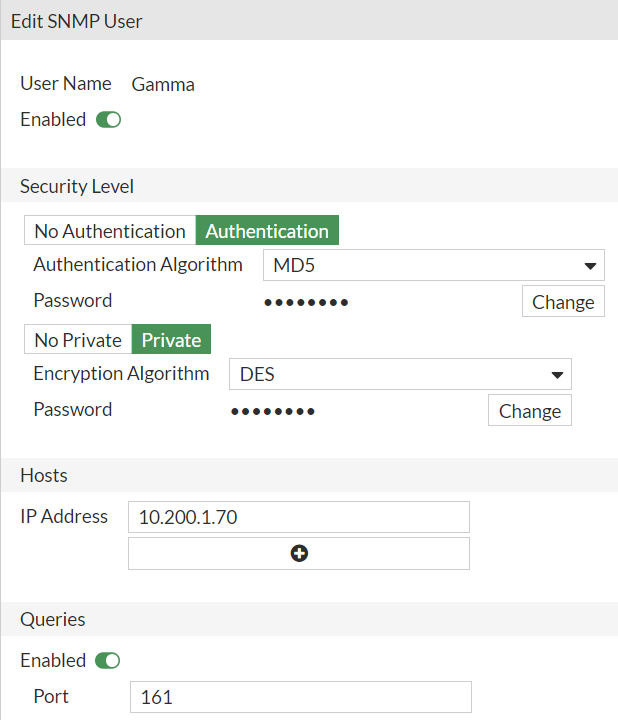 Edit SNMP User
User Name Gamma
Enabled
Security Level
No Authentication Authentication
Authentication Algorithm MD5
Password ●●●●●●●● Change
No Private Private
Encryption Algorithm DES
Password ●●●●●●●● Change
Hosts
IP Address 10.200.1.70
Queries
Enabled
Port 161